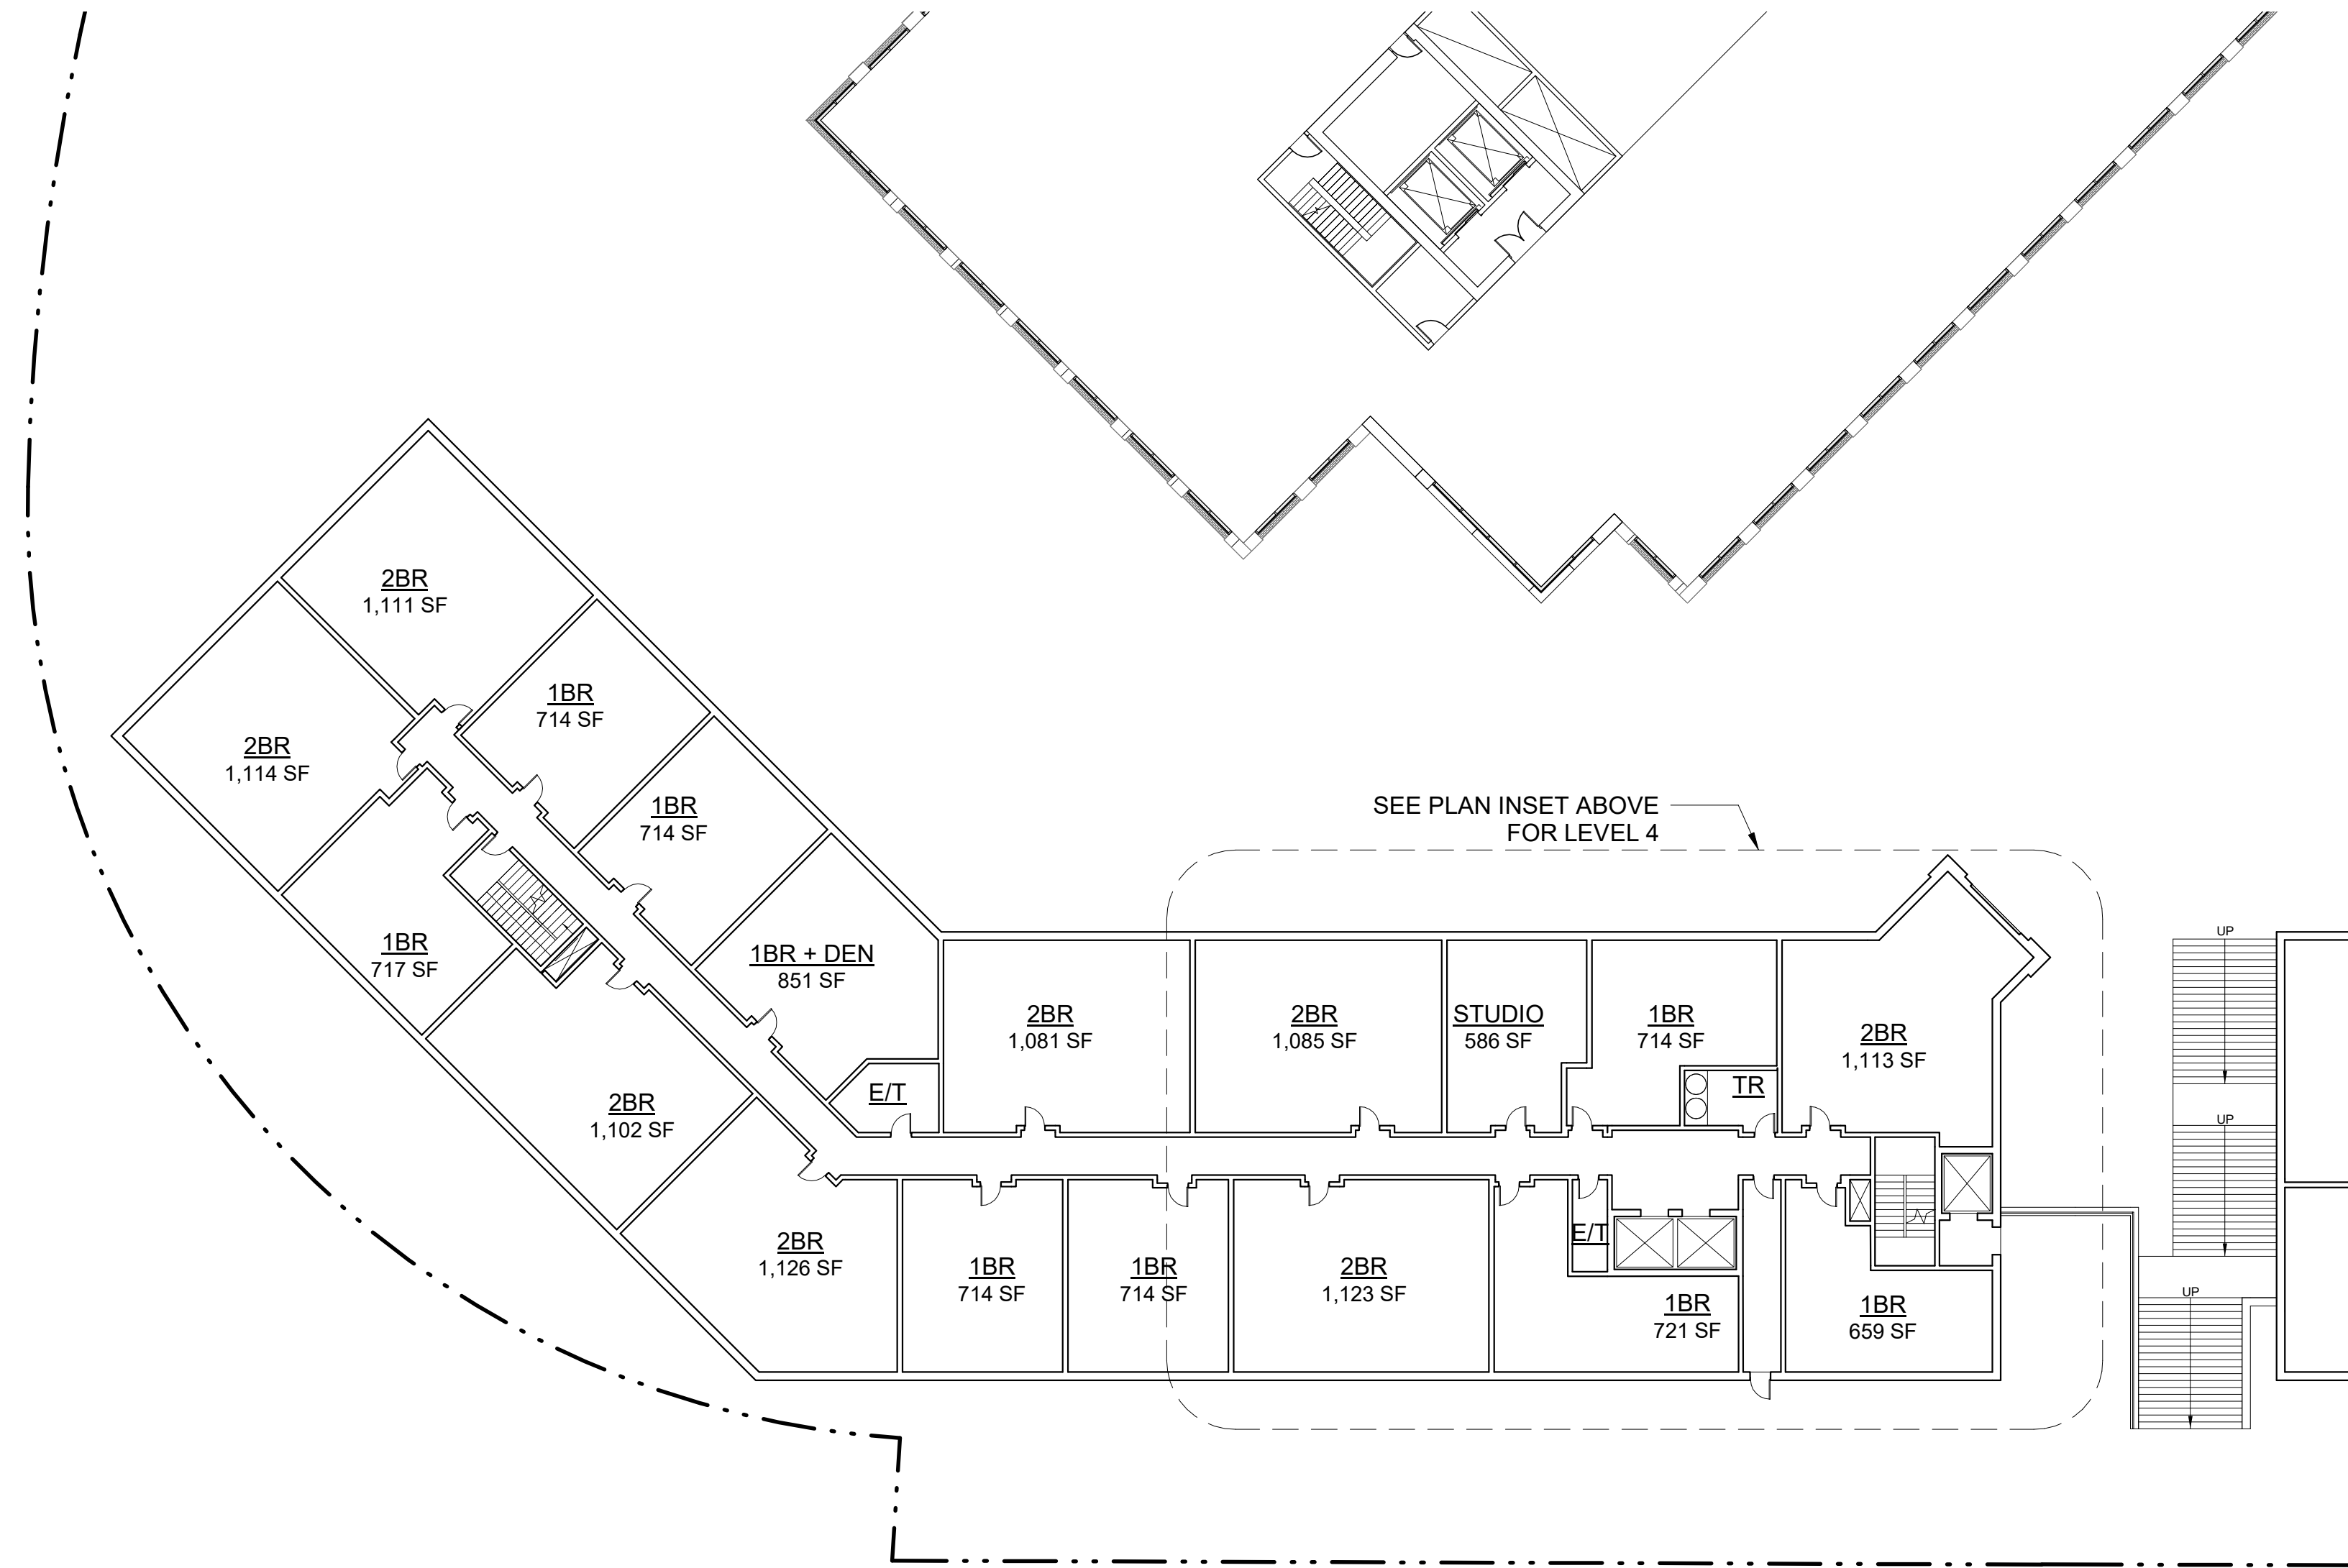 2BR
1,111 SF
1BR
714 SF
2BR
1,114 SF
1BR
714 SF
SEE PLAN INSET ABOVE
FOR LEVEL 4
1BR
717 SF
1BR + DEN
851 SF
2BR
1,081 SF
2BR
1,085 SF
STUDIO
586 SF
1BR
714 SF
2BR
1,113 SF
UP
2BR
1,102 SF
E/T
TR
UP
2BR
1,126 SF
1BR
714 SF
1BR
714 SF
2BR
1,123 SF
E/T
1BR
721 SF
1BR
659 SF
UP